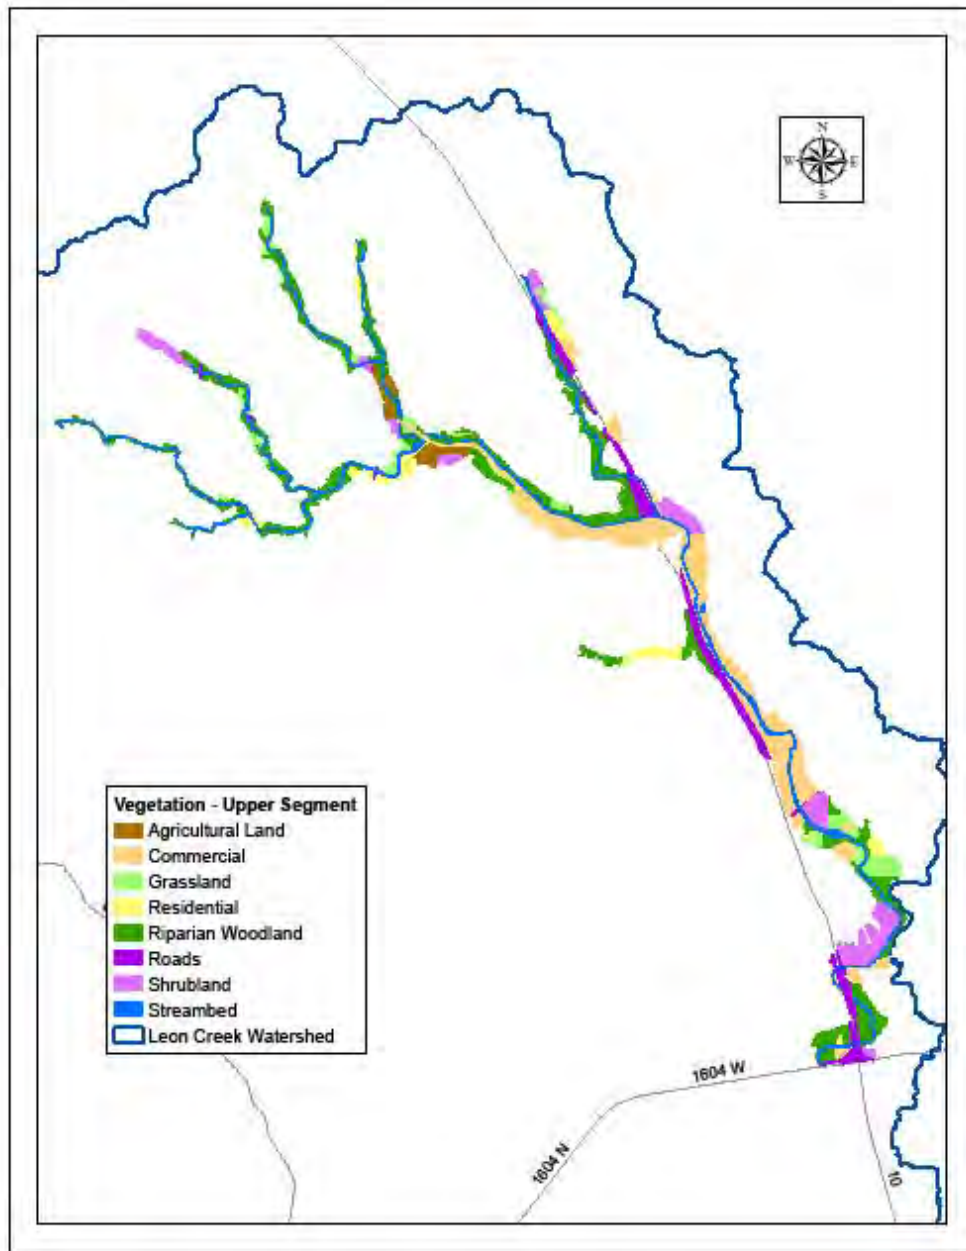 N
W E
S
Vegetation - Upper Segment
Agricultural Land
Commercial
Grassland
Residential
Riparian Woodland
Roads
Shrubland
Streambed
Leon Creek Watershed
1604 W
1604 N
10